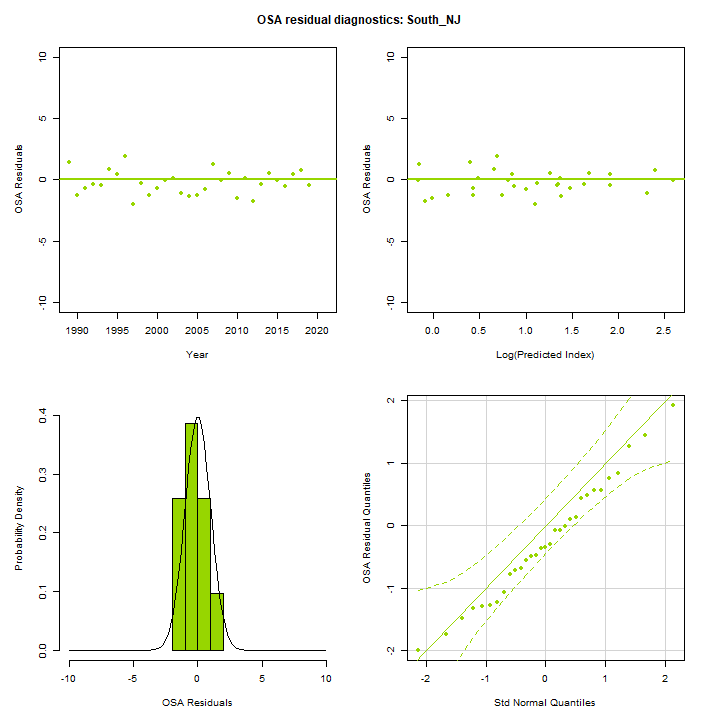 OSA residual diagnostics: South_NJ
OSA Residuals
10
5
0
-5
-10
1990 1995 2000 2005 2010 2015 2020
Year
OSA Residuals
10
5
0
-5
-10
0.0 0.5 1.0 1.5 2.0 2.5
Log(Predicted Index)
Probability Density
0.4
0.3
0.2
0.1
0.0
-10 -5 0 5 10
OSA Residuals
OSA Residual Quantiles
2
1
0
-1
-2
-2 -1 0 1 2
Std Normal Quantiles